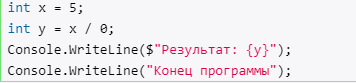 int x = 5;
int y = x / 0;
Console.WriteLine($"Результат: {y}");
Console.WriteLine("Конец программы");